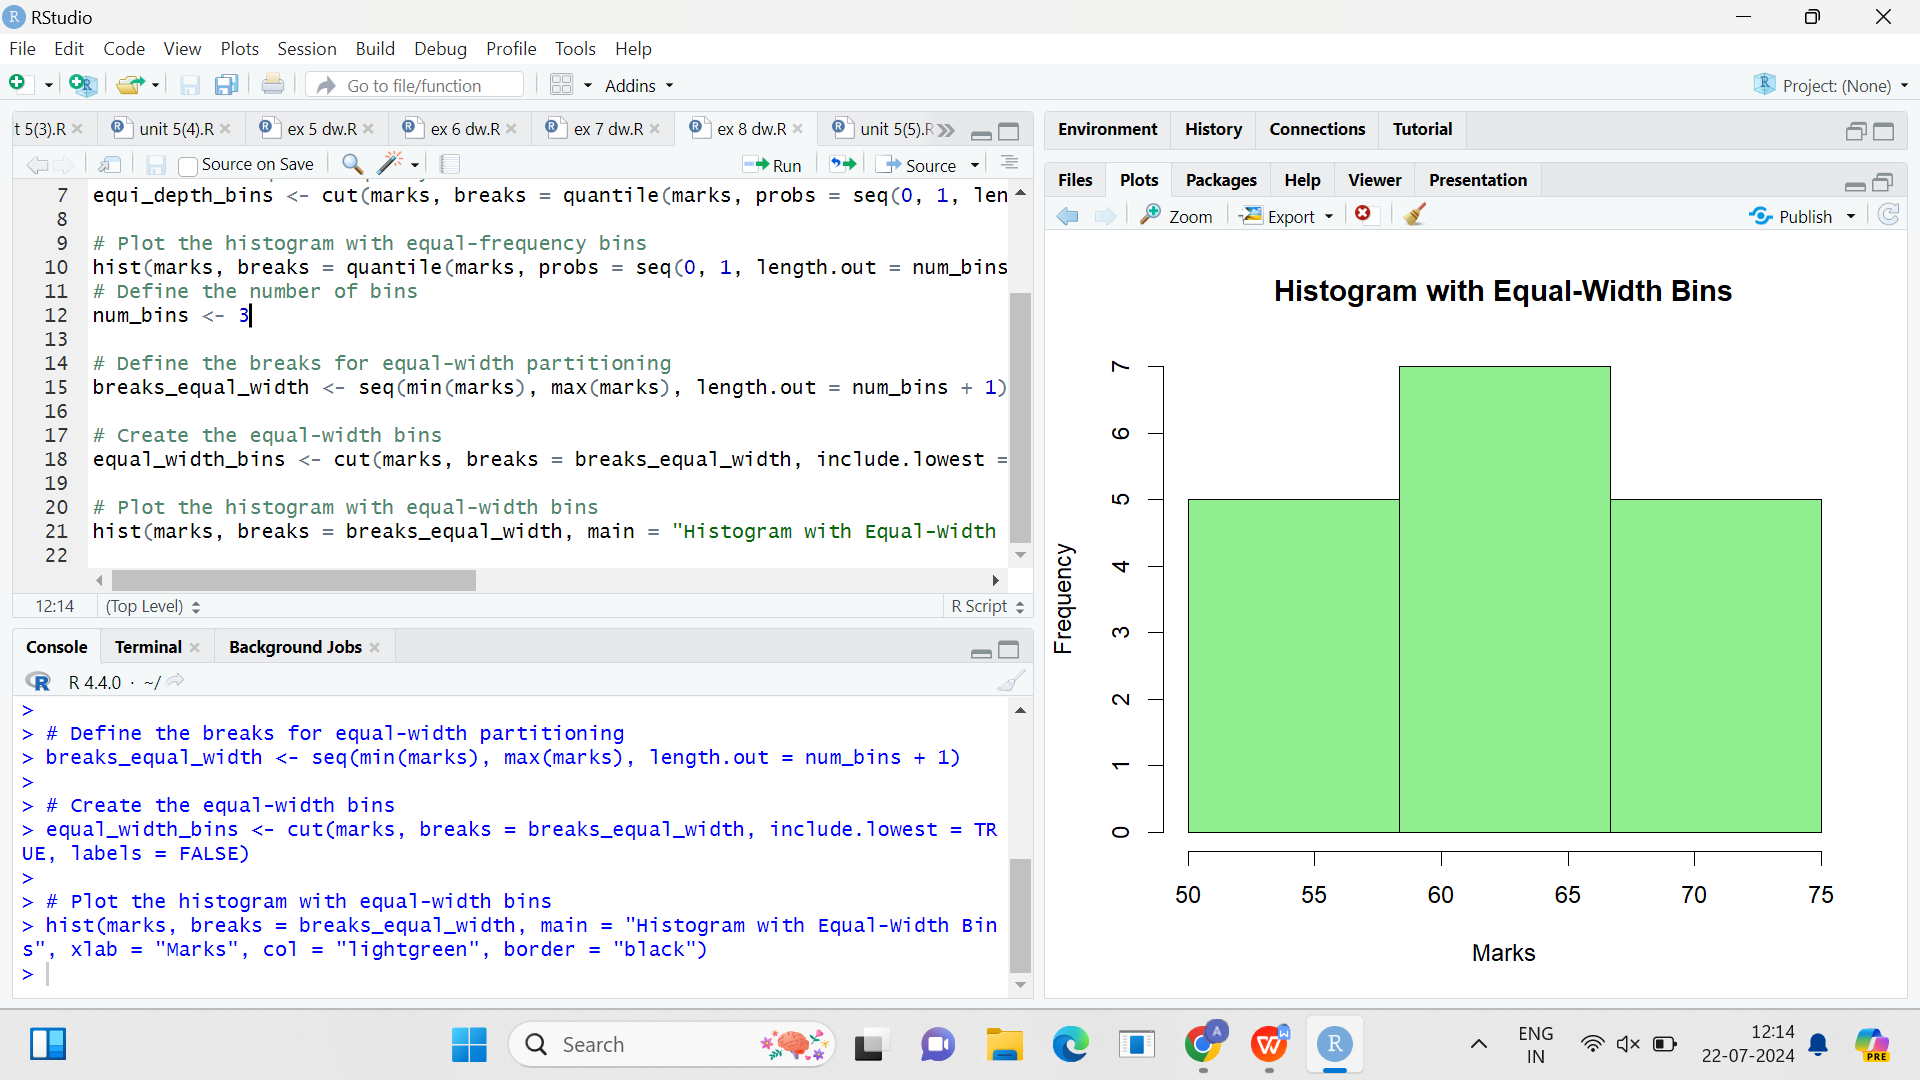 RStudio
File Edit Code View Plots Session Build Debug Profile Tools Help
Go to file/function Addins Project: (None)
t 5(3).R unit 5(4).R ex 5 dw.R ex 6 dw.R ex 7 dw.R ex 8 dw.R unit 5(5).R
Source on Save Run Source
7 equi_depth_bins <- cut(marks, breaks = quantile(marks, probs = seq(0, 1, len
8
9 # Plot the histogram with equal-frequency bins
10 hist(marks, breaks = quantile(marks, probs = seq(0, 1, length.out = num_bins
11 # Define the number of bins
12 num_bins <- 3
13
14 # Define the breaks for equal-width partitioning
15 breaks_equal_width <- seq(min(marks), max(marks), length.out = num_bins + 1)
16
17 # Create the equal-width bins
18 equal_width_bins <- cut(marks, breaks = breaks_equal_width, include.lowest =
19
20 # Plot the histogram with equal-width bins
21 hist(marks, breaks = breaks_equal_width, main = "Histogram with Equal-Width
22
12:14 (Top Level) R Script
Console Terminal Background Jobs
R 4.4.0 · ~/
>
> # Define the breaks for equal-width partitioning
> breaks_equal_width <- seq(min(marks), max(marks), length.out = num_bins + 1)
>
> # Create the equal-width bins
> equal_width_bins <- cut(marks, breaks = breaks_equal_width, include.lowest = TR
UE, labels = FALSE)
>
> # Plot the histogram with equal-width bins
> hist(marks, breaks = breaks_equal_width, main = "Histogram with Equal-Width Bin
s", xlab = "Marks", col = "lightgreen", border = "black")
>
Environment History Connections Tutorial
Files Plots Packages Help Viewer Presentation
Zoom Export Publish
Histogram with Equal-Width Bins
7
6
5
4
3
2
1
0
Frequency
50 55 60 65 70 75
Marks
Search
A
W
R
ENG
IN
12:14
22-07-2024
PRE